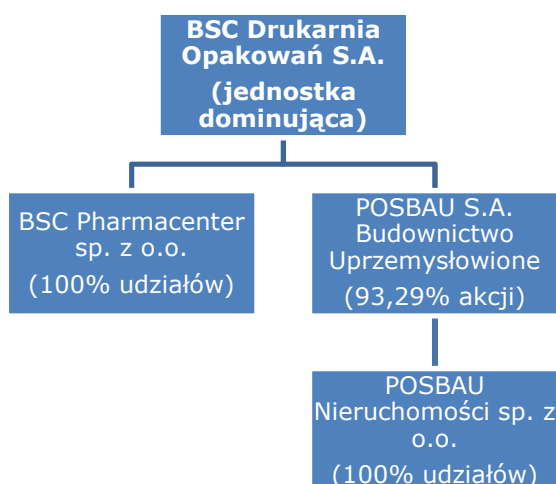 BSC Drukarnia
Opakowań S.A.
(jednostka
dominująca)
BSC Pharmacenter
sp. z o.o.
(100% udziałów)
POSBAU S.A.
Budownictwo
Uprzemysłowione
(93,29% akcji)
POSBAU
Nieruchomości sp. z
o.o.
(100% udziałów)